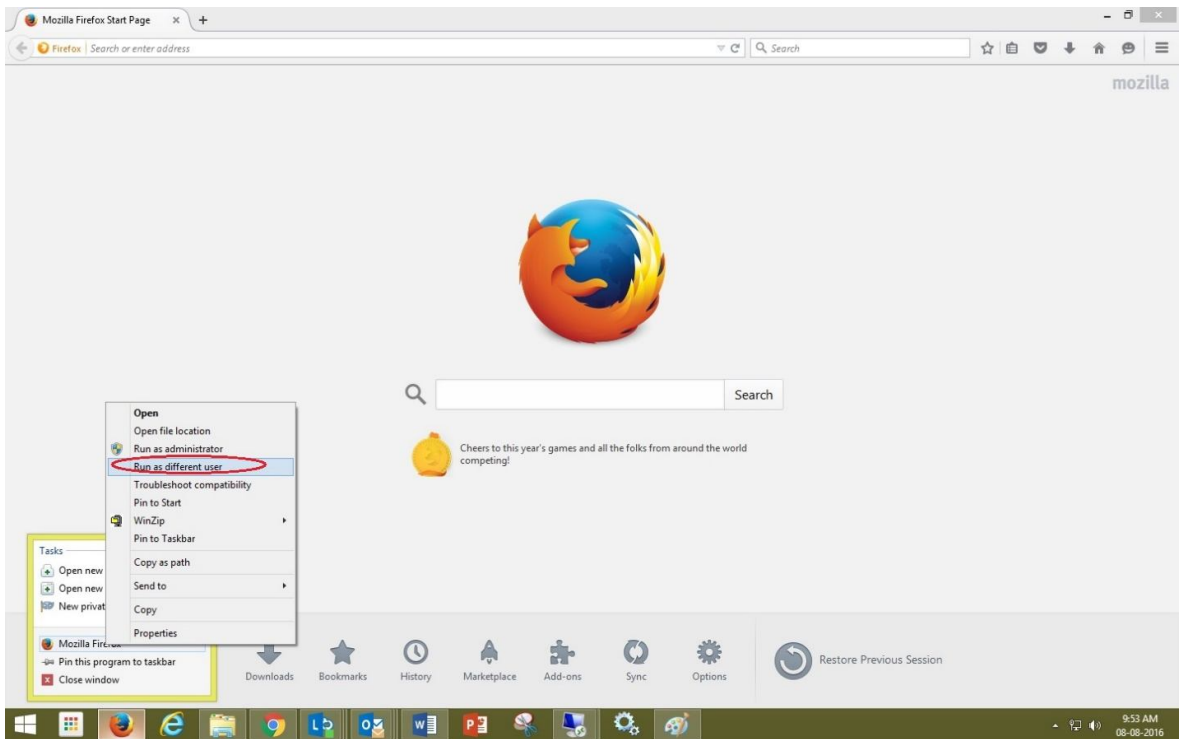 Mozilla Firefox Start Page
Firefox Search or enter address
Search
mozilla
Search
Cheers to this year's games and all the folks from around the world
competing!
Open
Open file location
Run as administrator
Run as different user
Troubleshoot compatibility
Pin to Start
WinZip
Pin to Taskbar
Copy as path
Send to
Copy
Properties
Tasks
Open new
Open new
New privat
Mozilla Firefox
Pin this program to taskbar
Close window
Downloads
Bookmarks
History
Marketplace
Add-ons
Sync
Options
Restore Previous Session
9:53 AM
08-08-2016